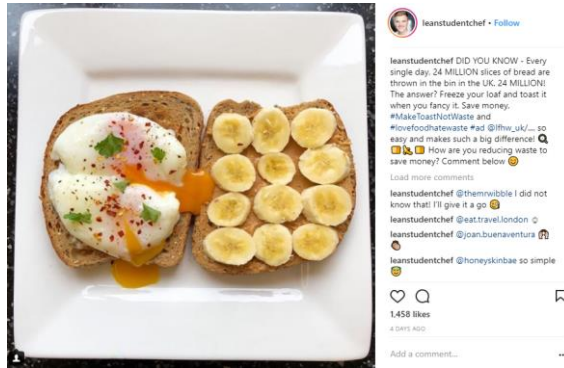 leanstudentchef • Follow
leanstudentchef DID YOU KNOW - Every
single day. 24 MILLION slices of bread are
thrown in the bin in the UK. 24 MILLION!
The answer? Freeze your loaf and toast it
when you fancy it. Save money.
#MakeToastNotWaste and
#lovefoodhatewaste #ad @lfhw_uk/.... so
easy and makes such a big difference!
How are you reducing waste to
save money? Comment below
Load more comments
leanstudentchef @themrwibble I did not
know that! I'll give it a go
leanstudentchef @eat.travel.london
leanstudentchef @joan.buenaventura
leanstudentchef @honeyskinbae so simple
1,458 likes
4 DAYS AGO
Add a comment...